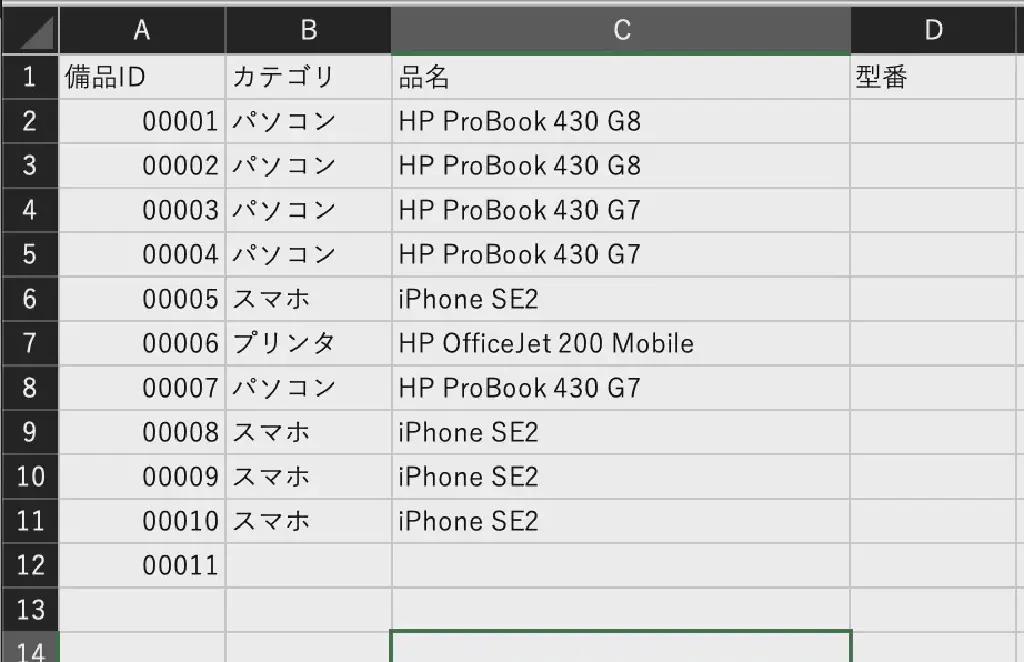 A B C D
1 備品ID カテゴリ 品名 型番
2 00001 パソコン HP ProBook 430 G8
3 00002 パソコン HP ProBook 430 G8
4 00003 パソコン HP ProBook 430 G7
5 00004 パソコン HP ProBook 430 G7
6 00005 スマホ iPhone SE2
7 00006 プリンタ HP OfficeJet 200 Mobile
8 00007 パソコン HP ProBook 430 G7
9 00008 スマホ iPhone SE2
10 00009 スマホ iPhone SE2
11 00010 スマホ iPhone SE2
12 00011
13
14